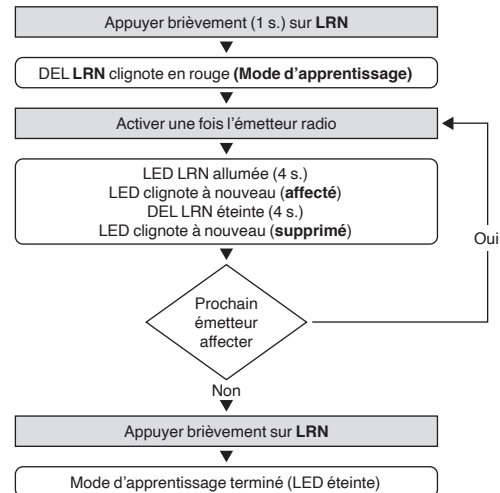 Appuyer brièvement (1 s.) sur LRN
DEL LRN clignote en rouge (Mode d'apprentissage)
Activer une fois l'émetteur radio
LED LRN allumée (4 s.)
LED clignote à nouveau (affecté)
DEL LRN éteinte (4 s.)
LED clignote à nouveau (supprimé)
Oui
Prochain
émetteur
affecter
Non
Appuyer brièvement sur LRN
Mode d'apprentissage terminé (LED éteinte)